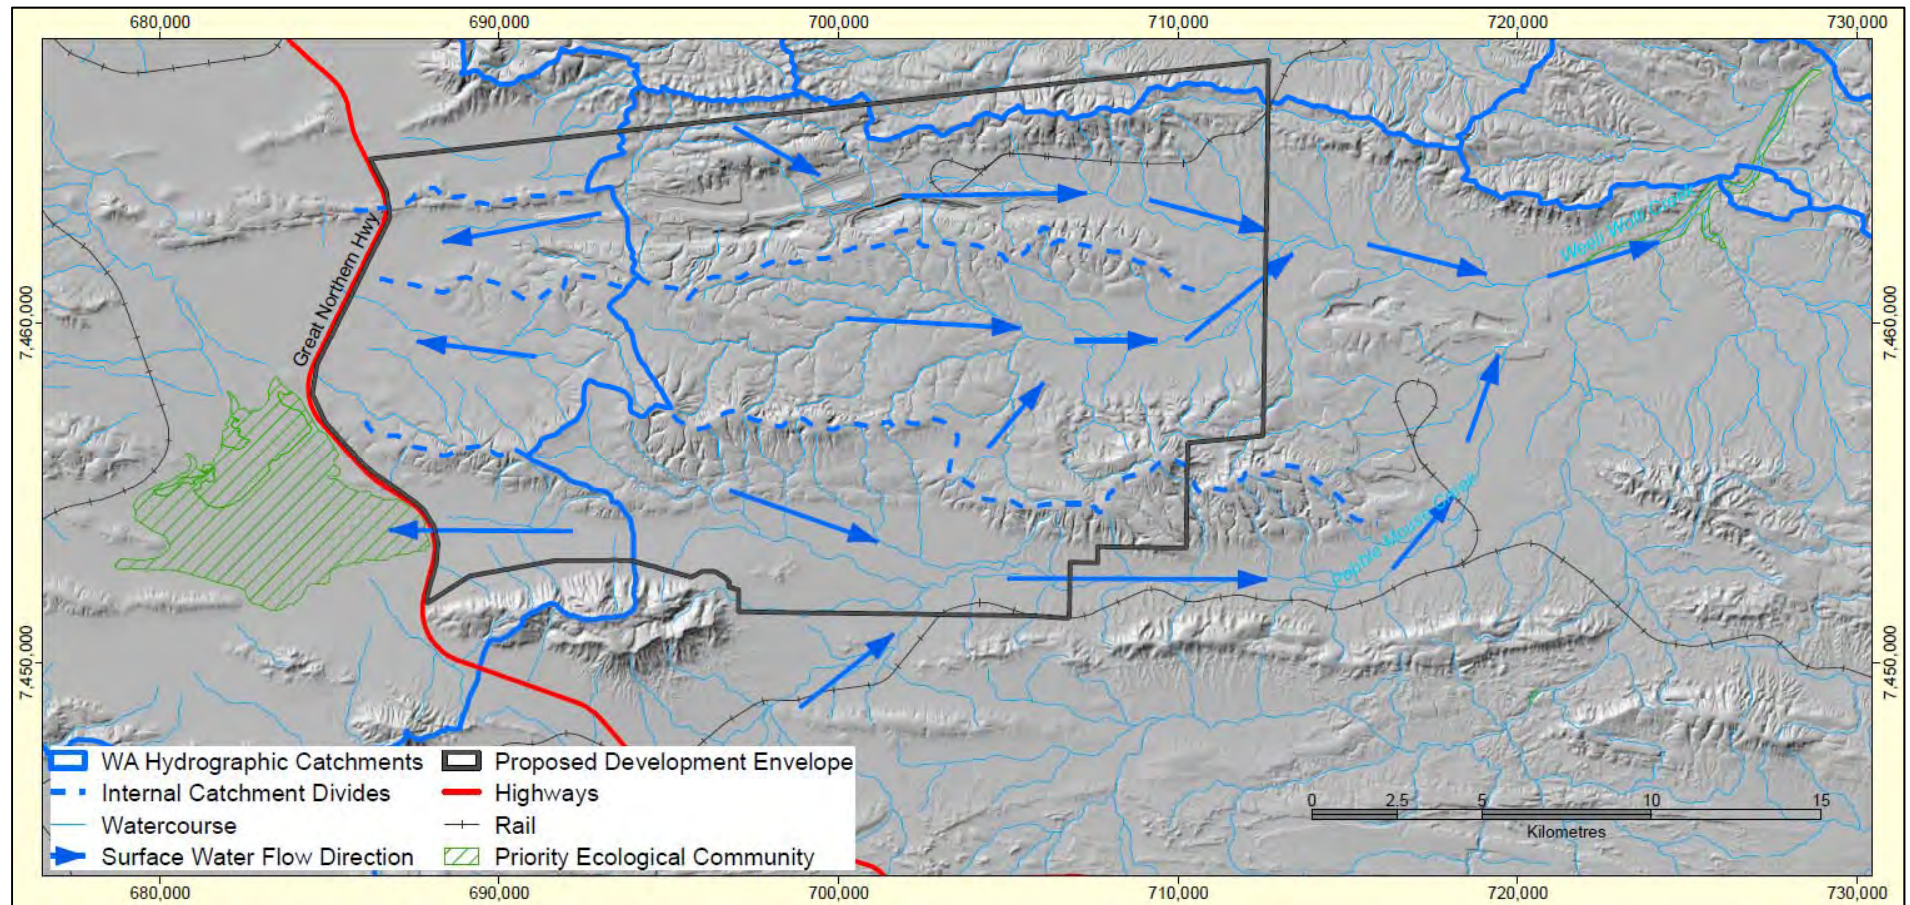 680,000 690,000 700,000 710,000 720,000 730,000
7,460,000
7,450,000
Great Northern Hwy
Weeli Wolli Creek
Pebble Mouse Creek
7,460,000
7,450,000
WA Hydrographic Catchments
Internal Catchment Divides
Watercourse
Surface Water Flow Direction
Proposed Development Envelope
Highways
Rail
Priority Ecological Community
0 2.5 5 10 15
Kilometres
680,000 690,000 700,000 710,000 720,000 730,000